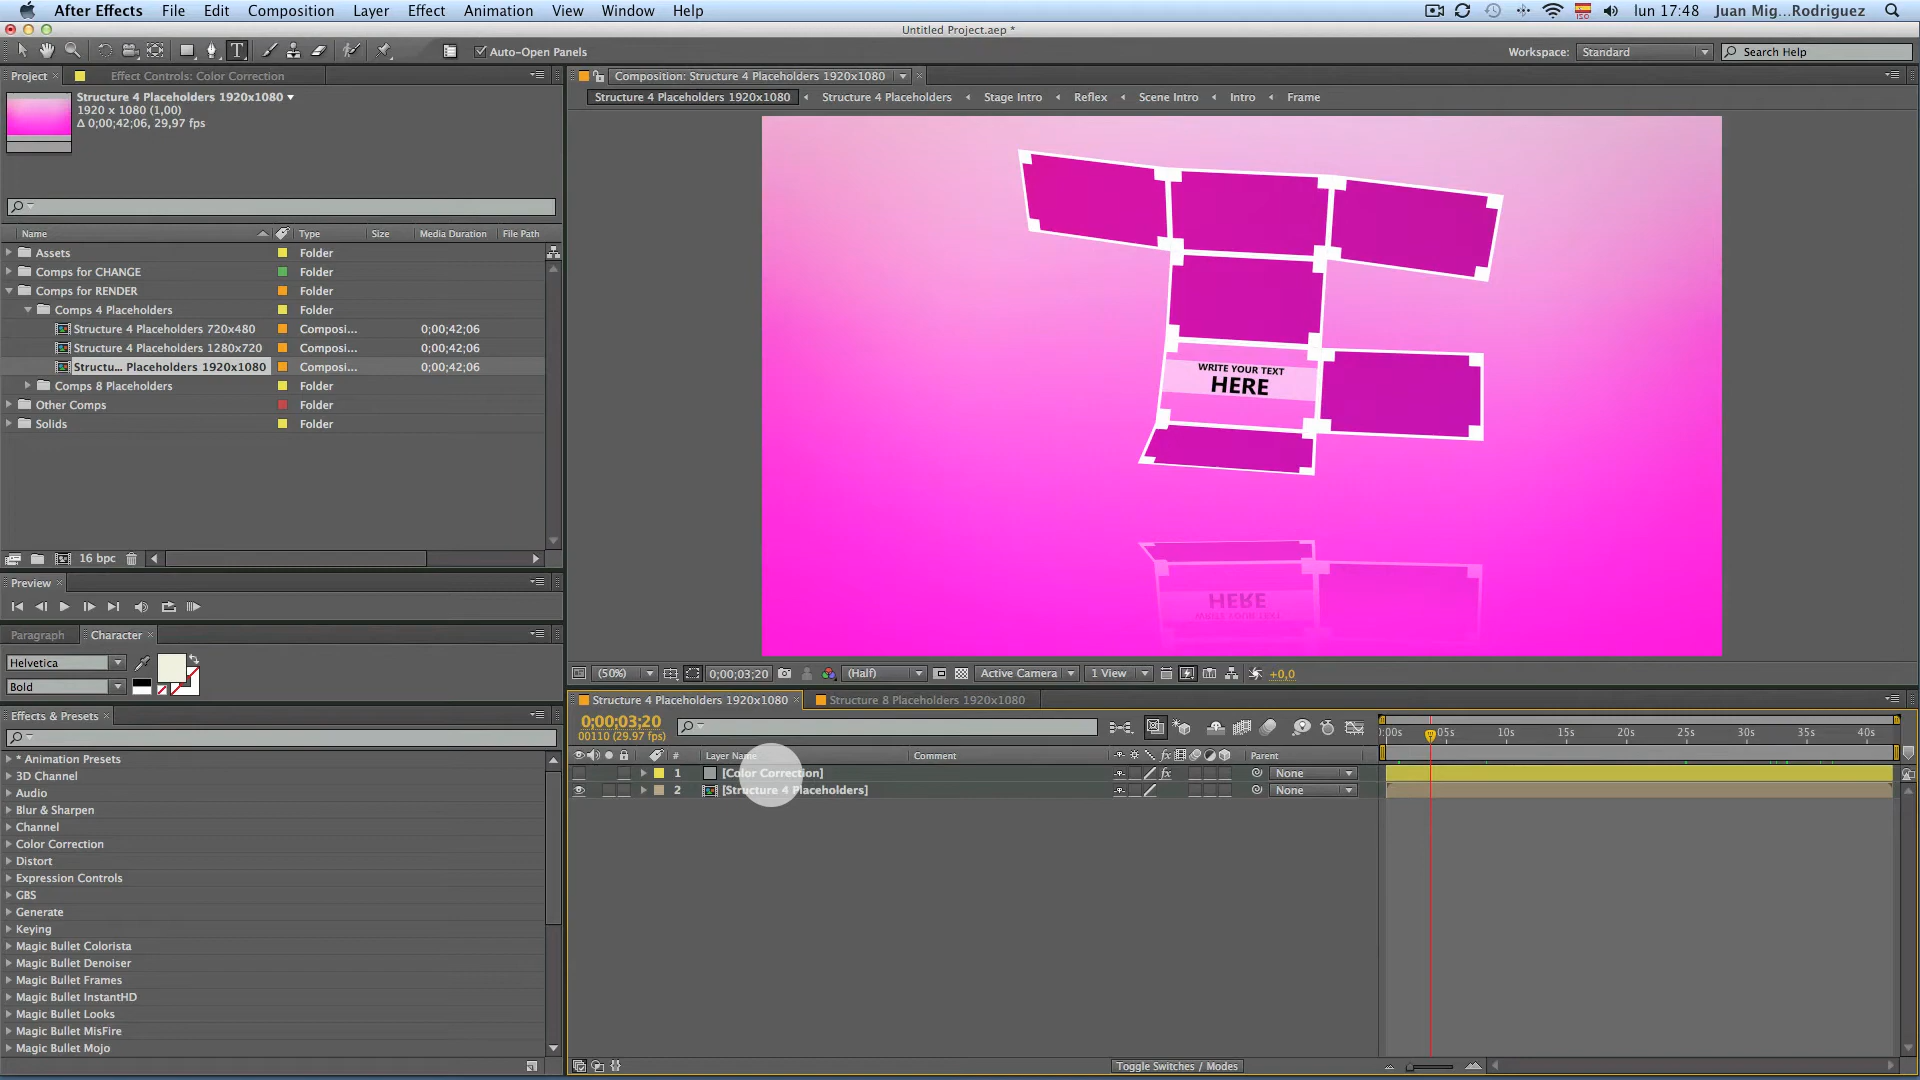 After Effects File Edit Composition Layer Effect Animation View Window Help
lun 17:48 Juan Mig...Rodriguez
Untitled Project.aep *
Auto-Open Panels
Workspace: Standard Search Help
Project Effect Controls: Color Correction
Composition: Structure 4 Placeholders 1920x1080
Structure 4 Placeholders 1920x1080
1920 x 1080 (1,00)
Δ 0;00;42;06, 29,97 fps
Structure 4 Placeholders 1920x1080 Structure 4 Placeholders Stage Intro Reflex Scene Intro Intro Frame
Name Type Size Media Duration File Path
Assets Folder
Comps for CHANGE Folder
Comps for RENDER Folder
Comps 4 Placeholders Folder
Structure 4 Placeholders 720x480 Composi... 0;00;42;06
Structure 4 Placeholders 1280x720 Composi... 0;00;42;06
Structu... Placeholders 1920x1080 Composi... 0;00;42;06
Comps 8 Placeholders Folder
Other Comps Folder
Solids Folder
16 bpc
WRITE YOUR TEXT
HERE
HERE
WRITE YOUR TEXT
Preview
Paragraph Character
Helvetica
Bold
(50%) 0;00;03;20 (Half) Active Camera 1 View +0,0
Structure 4 Placeholders 1920x1080 Structure 8 Placeholders 1920x1080
0;00;03;20
00110 (29.97 fps)
:00s 05s 10s 15s 20s 25s 30s 35s 40s
# Layer Name Comment fx Parent
1 [Color Correction] fx None
2 [Structure 4 Placeholders] None
Effects & Presets
* Animation Presets
3D Channel
Audio
Blur & Sharpen
Channel
Color Correction
Distort
Expression Controls
GBS
Generate
Keying
Magic Bullet Colorista
Magic Bullet Denoiser
Magic Bullet Frames
Magic Bullet InstantHD
Magic Bullet Looks
Magic Bullet MisFire
Magic Bullet Mojo
Toggle Switches / Modes